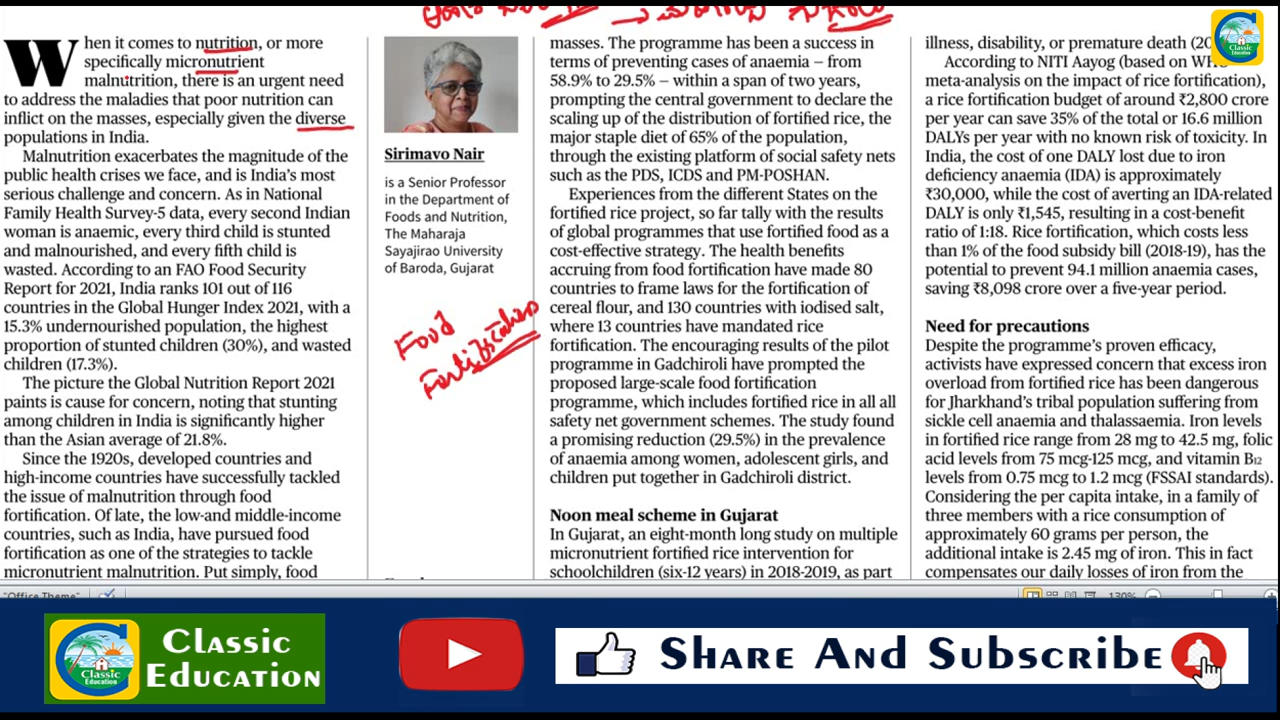 When it comes to nutrition, or more
specifically micronutrient
malnutrition, there is an urgent need
to address the maladies that poor nutrition can
inflict on the masses, especially given the diverse
populations in India.
Malnutrition exacerbates the magnitude of the
public health crises we face, and is India's most
serious challenge and concern. As in National
Family Health Survey-5 data, every second Indian
woman is anaemic, every third child is stunted
and malnourished, and every fifth child is
wasted. According to an FAO Food Security
Report for 2021, India ranks 101 out of 116
countries in the Global Hunger Index 2021, with a
15.3% undernourished population, the highest
proportion of stunted children (30%), and wasted
children (17.3%).
The picture the Global Nutrition Report 2021
paints is cause for concern, noting that stunting
among children in India is significantly higher
than the Asian average of 21.8%.
Since the 1920s, developed countries and
high-income countries have successfully tackled
the issue of malnutrition through food
fortification. Of late, the low-and middle-income
countries, such as India, have pursued food
fortification as one of the strategies to tackle
micronutrient malnutrition. Put simply, food
Sirimavo Nair
is a Senior Professor
in the Department of
Foods and Nutrition,
The Maharaja
Sayajirao University
of Baroda, Gujarat
Food
masses. The programme has been a success in
terms of preventing cases of anaemia — from
58.9% to 29.5% — within a span of two years,
prompting the central government to declare the
scaling up of the distribution of fortified rice, the
major staple diet of 65% of the population,
through the existing platform of social safety nets
such as the PDS, ICDS and PM-POSHAN.
Experiences from the different States on the
fortified rice project, so far tally with the results
of global programmes that use fortified food as a
cost-effective strategy. The health benefits
accruing from food fortification have made 80
countries to frame laws for the fortification of
cereal flour, and 130 countries with iodised salt,
where 13 countries have mandated rice
fortification. The encouraging results of the pilot
programme in Gadchiroli have prompted the
proposed large-scale food fortification
programme, which includes fortified rice in all all
safety net government schemes. The study found
a promising reduction (29.5%) in the prevalence
of anaemia among women, adolescent girls, and
children put together in Gadchiroli district.
Noon meal scheme in Gujarat
In Gujarat, an eight-month long study on multiple
micronutrient fortified rice intervention for
schoolchildren (six-12 years) in 2018-2019, as part
illness, disability, or premature death
According to NITI Aayog (based on
meta-analysis on the impact of rice fortification),
a rice fortification budget of around ₹2,800 crore
per year can save 35% of the total or 16.6 million
DALYs per year with no known risk of toxicity. In
India, the cost of one DALY lost due to iron
deficiency anaemia (IDA) is approximately
₹30,000, while the cost of averting an IDA-related
DALY is only ₹1,545, resulting in a cost-benefit
ratio of 1:18. Rice fortification, which costs less
than 1% of the food subsidy bill (2018-19), has the
potential to prevent 94.1 million anaemia cases,
saving ₹8,098 crore over a five-year period.
Need for precautions
Despite the programme's proven efficacy,
activists have expressed concern that excess iron
overload from fortified rice has been dangerous
for Jharkhand's tribal population suffering from
sickle cell anaemia and thalassaemia. Iron levels
in fortified rice range from 28 mg to 42.5 mg, folic
acid levels from 75 mcg-125 mcg, and vitamin B12
levels from 0.75 mcg to 1.2 mcg (FSSAI standards).
Considering the per capita intake, in a family of
three members with a rice consumption of
approximately 60 grams per person, the
additional intake is 2.45 mg of iron. This in fact
compensates our daily losses of iron from the
Classic
Education
"Office Theme"
130%
Classic
Education
Classic
Education
Share And Subscribe